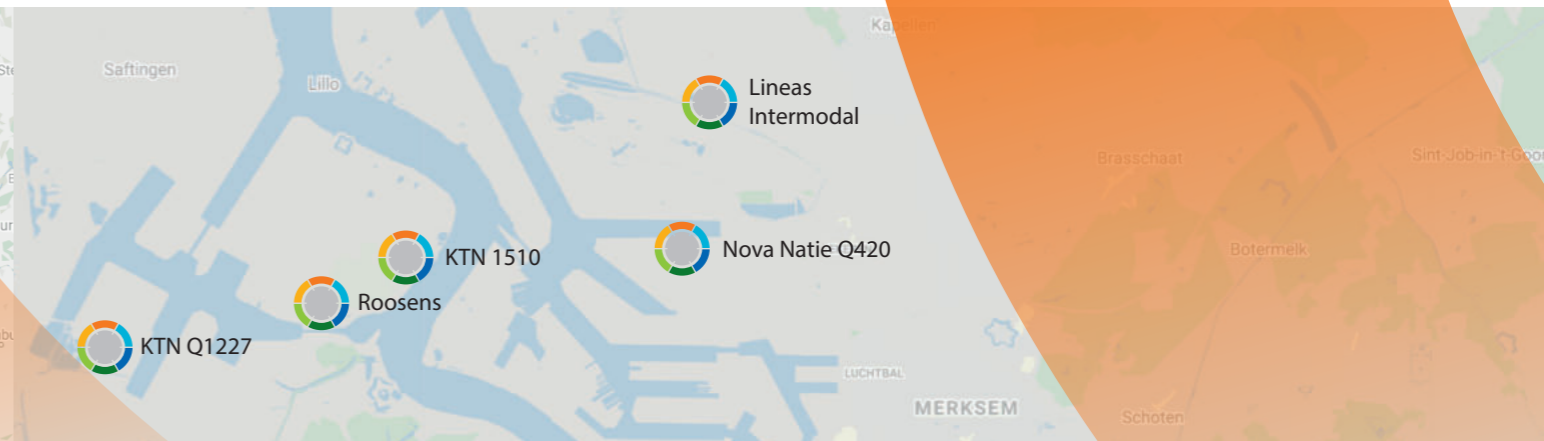 Kapellen
Saftingen
Lillo
Lineas
Intermodal
Brasschaat
Sint-Job-in-'t-Goor
KTN 1510
Nova Natie Q420
Botermelk
Roosens
KTN Q1227
LUCHTBAL
MERKSEM
Schoten